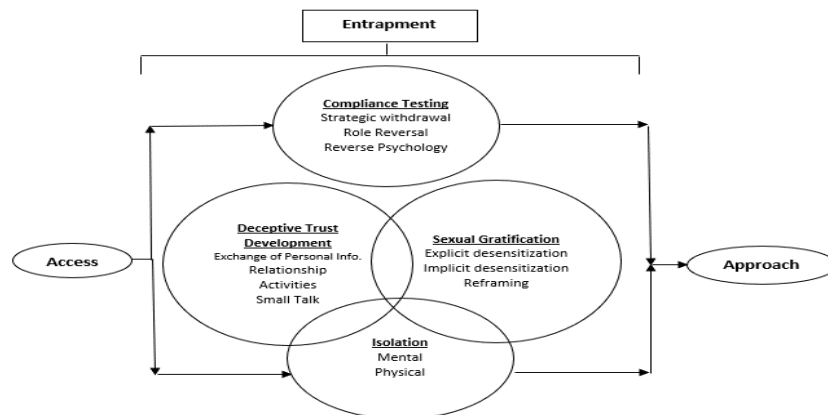 Entrapment
Compliance Testing
Strategic withdrawal
Role Reversal
Reverse Psychology
Deceptive Trust
Development
Exchange of Personal Info.
Relationship
Activities
Small Talk
Sexual Gratification
Explicit desensitization
Implicit desensitization
Reframing
Access
Approach
Isolation
Mental
Physical